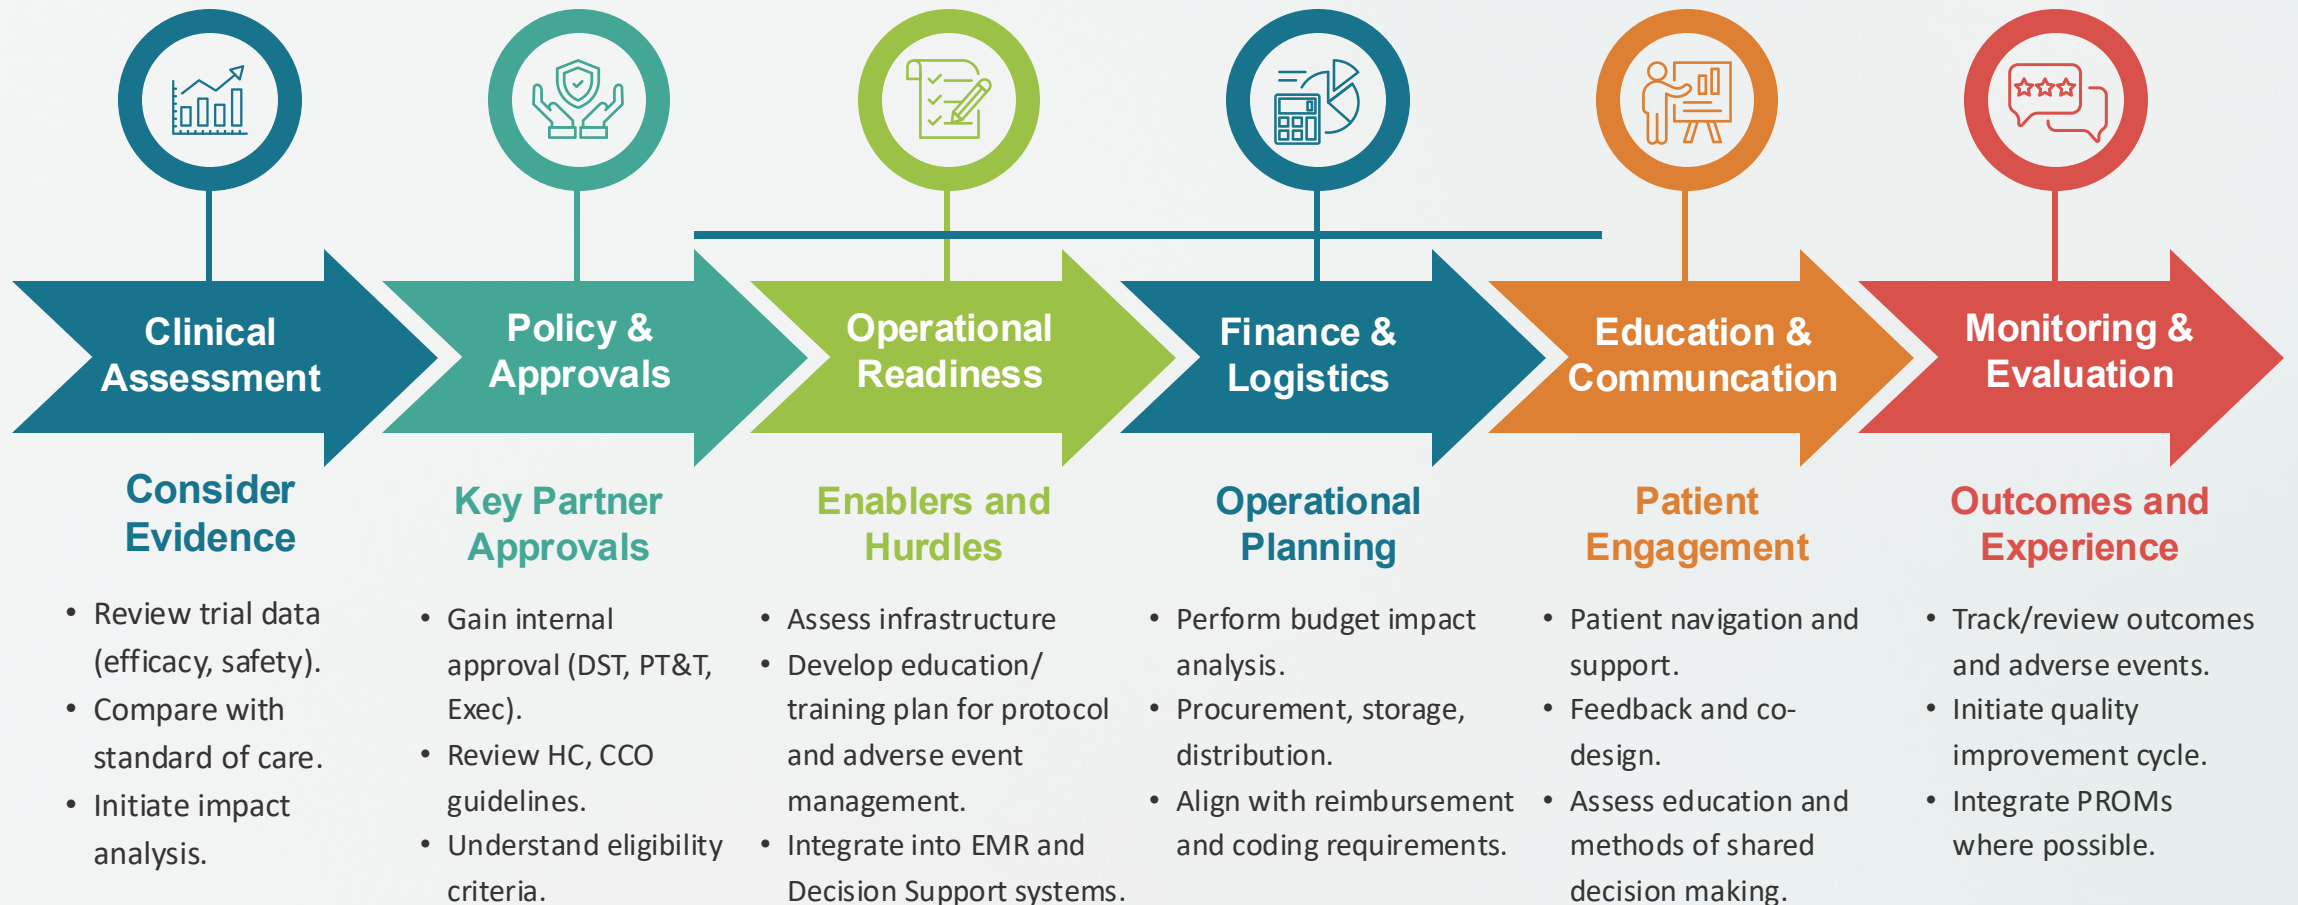 Clinical
Assessment
Policy &
Approvals
Operational
Readiness
Finance &
Logistics
Education &
Communcation
Monitoring &
Evaluation
Consider
Evidence
• Review trial data
(efficacy, safety).
• Compare with
standard of care.
• Initiate impact
analysis.
Key Partner
Approvals
• Gain internal
approval (DST, PT&T,
Exec).
• Review HC, CCO
guidelines.
• Understand eligibility
criteria.
Enablers and
Hurdles
• Assess infrastructure
• Develop education/
training plan for protocol
and adverse event
management.
• Integrate into EMR and
Decision Support systems.
Operational
Planning
• Perform budget impact
analysis.
• Procurement, storage,
distribution.
• Align with reimbursement
and coding requirements.
Patient
Engagement
• Patient navigation and
support.
• Feedback and co-
design.
• Assess education and
methods of shared
decision making.
Outcomes and
Experience
• Track/review outcomes
and adverse events.
• Initiate quality
improvement cycle.
• Integrate PROMs
where possible.